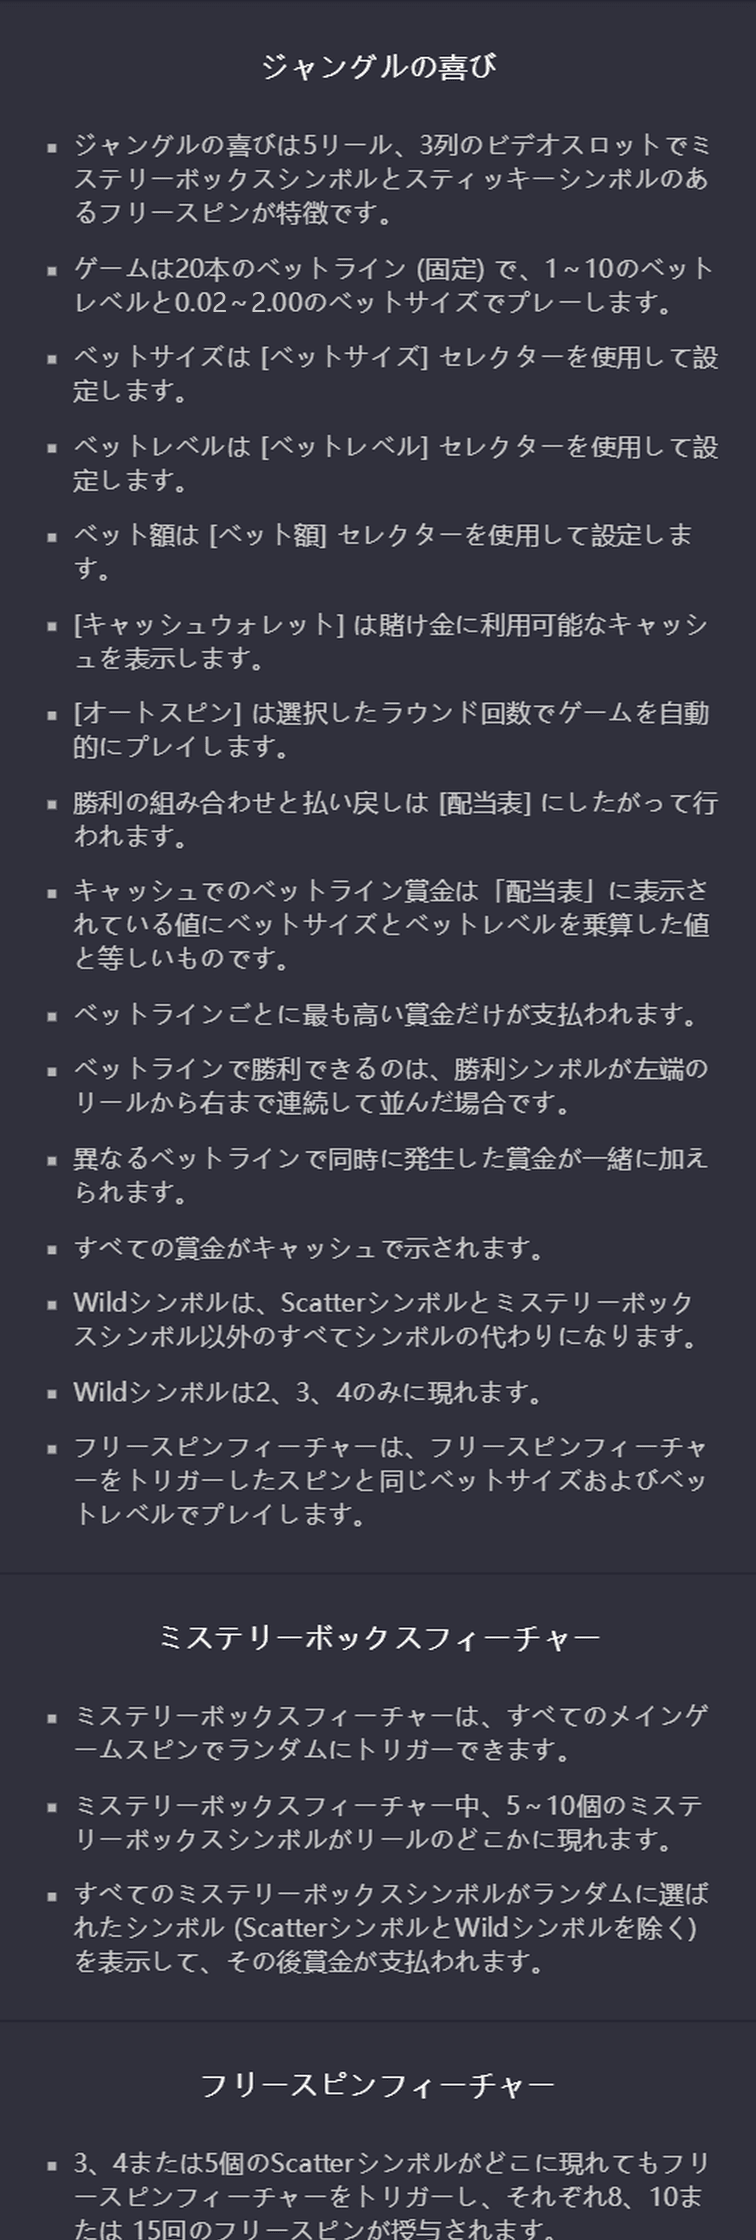 ジャングルの喜び
▪ ジャングルの喜びは5リール、3列のビデオスロットでミ
ステリーボックスシンボルとスティッキーシンボルのあ
るフリースピンが特徴です。
▪ ゲームは20本のベットライン (固定) で、1~10のベット
レベルと0.02~2.00のベットサイズでプレーします。
▪ ベットサイズは [ベットサイズ] セレクターを使用して設
定します。
▪ ベットレベルは [ベットレベル] セレクターを使用して設
定します。
▪ ベット額は [ベット額] セレクターを使用して設定しま
す。
▪ [キャッシュウォレット] は賭け金に利用可能なキャッシ
ュを表示します。
▪ [オートスピン] は選択したラウンド回数でゲームを自動
的にプレイします。
▪ 勝利の組み合わせと払い戻しは [配当表] にしたがって行
われます。
▪ キャッシュでのベットライン賞金は「配当表」に表示さ
れている値にベットサイズとベットレベルを乗算した値
と等しいものです。
▪ ベットラインごとに最も高い賞金だけが支払われます。
▪ ベットラインで勝利できるのは、勝利シンボルが左端の
リールから右まで連続して並んだ場合です。
▪ 異なるベットラインで同時に発生した賞金が一緒に加え
られます。
▪ すべての賞金がキャッシュで示されます。
▪ Wildシンボルは、Scatterシンボルとミステリーボック
スシンボル以外のすべてシンボルの代わりになります。
▪ Wildシンボルは2、3、4のみに現れます。
▪ フリースピンフィーチャーは、フリースピンフィーチャ
ーをトリガーしたスピンと同じベットサイズおよびベッ
トレベルでプレイします。
ミステリーボックスフィーチャー
▪ ミステリーボックスフィーチャーは、すべてのメインゲ
ームスピンでランダムにトリガーできます。
▪ ミステリーボックスフィーチャー中、5~10個のミステ
リーボックスシンボルがリールのどこかに現れます。
▪ すべてのミステリーボックスシンボルがランダムに選ば
れたシンボル (ScatterシンボルとWildシンボルを除く)
を表示して、その後賞金が支払われます。
フリースピンフィーチャー
▪ 3、4または5個のScatterシンボルがどこに現れてもフリ
ースピンフィーチャーをトリガーし、それぞれ8、10ま
たは 15回のフリースピンが授与されます。